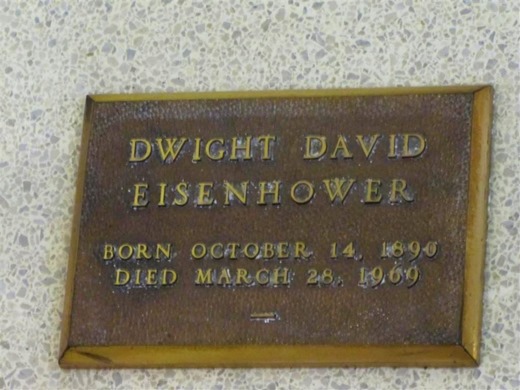 DWIGHT DAVID
EISENHOWER
BORN OCTOBER 14, 1890
DIED MARCH 28, 1969